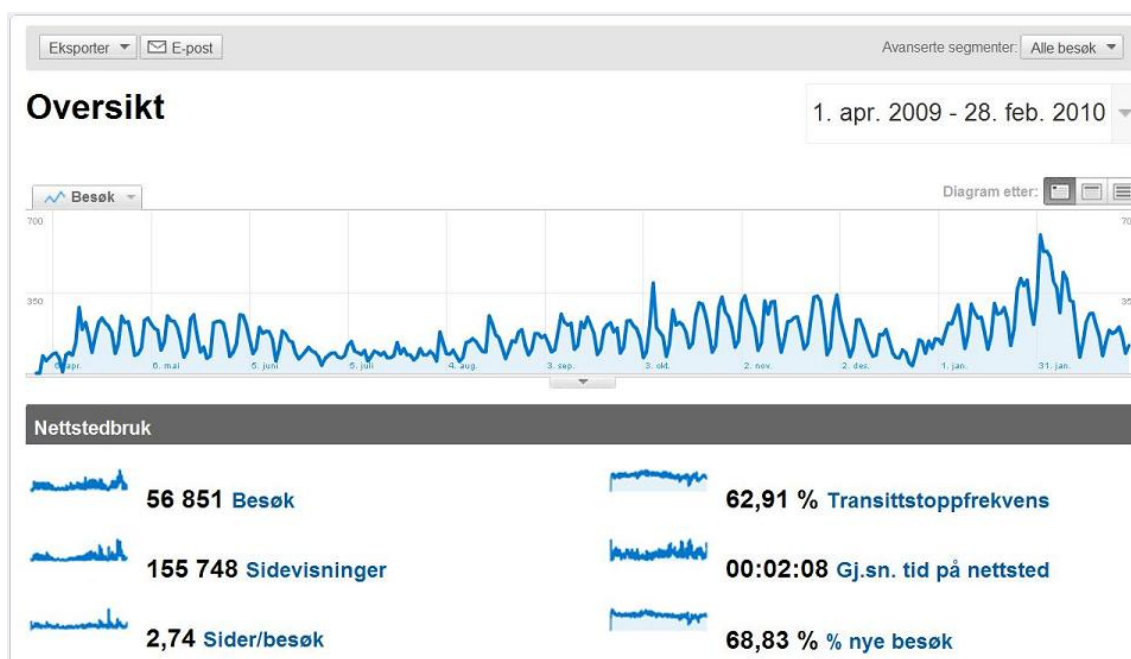 Eksporter E-post Avanserte segmenter: Alle besøk
Oversikt 1. apr. 2009 - 28. feb. 2010
Besøk Diagram etter:
700 70
350 35
apr. 6. mai 5. juni 5. juli 4. aug. 3. sep. 3. okt. 2. nov. 2. des. 1. jan. 31. jan.
Nettstedbruk
56 851 Besøk 62,91 % Transittstoppfrekvens
155 748 Sidevisninger 00:02:08 Gj.sn. tid på nettsted
2,74 Sider/besøk 68,83 % % nye besøk